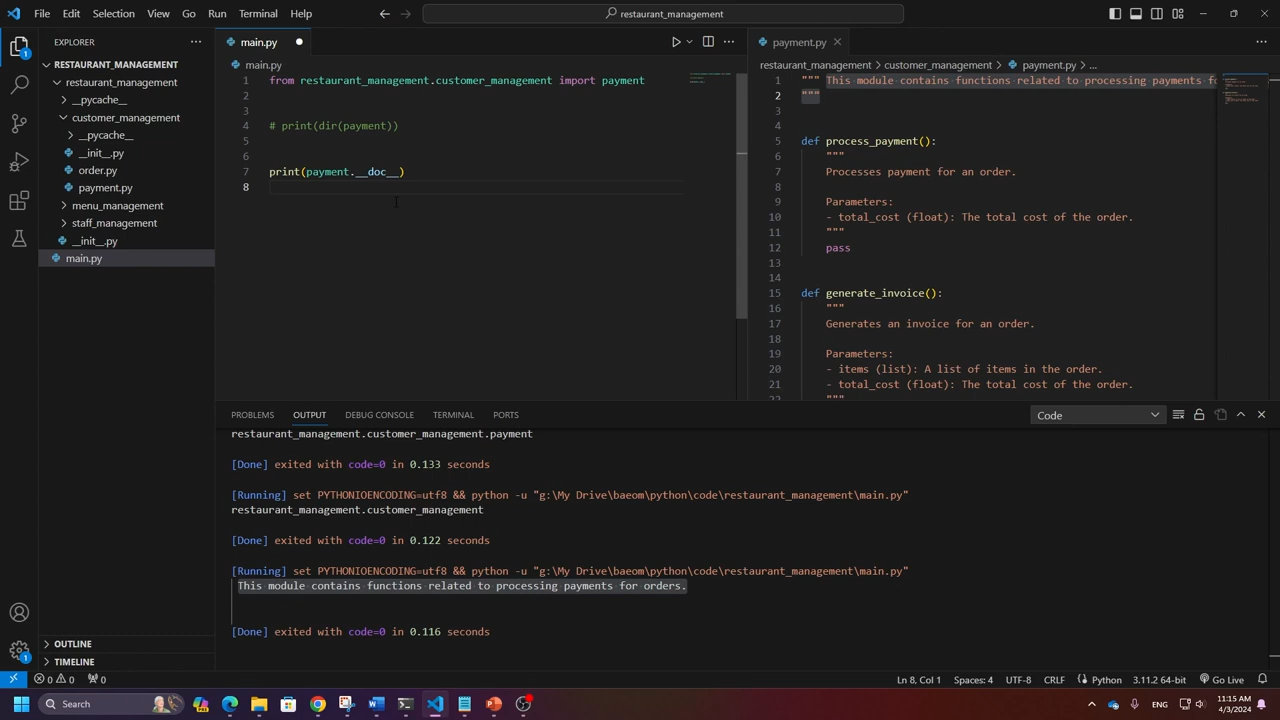 File Edit Selection View Go Run Terminal Help
restaurant_management
EXPLORER
RESTAURANT_MANAGEMENT
restaurant_management
__pycache__
customer_management
__pycache__
__init__.py
order.py
payment.py
menu_management
staff_management
__init__.py
main.py
OUTLINE
TIMELINE
main.py
main.py
1 from restaurant_management.customer_management import payment
2
3
4 # print(dir(payment))
5
6
7 print(payment.__doc__)
8
payment.py
restaurant_management > customer_management > payment.py > ...
1 """ This module contains functions related to processing payments fo
2 """
3
4
5 def process_payment():
6 """
7 Processes payment for an order.
8
9 Parameters:
10 - total_cost (float): The total cost of the order.
11 """
12 pass
13
14
15 def generate_invoice():
16 """
17 Generates an invoice for an order.
18
19 Parameters:
20 - items (list): A list of items in the order.
21 - total_cost (float): The total cost of the order.
22 """
PROBLEMS OUTPUT DEBUG CONSOLE TERMINAL PORTS
Code
restaurant_management.customer_management.payment
[Done] exited with code=0 in 0.133 seconds
[Running] set PYTHONIOENCODING=utf8 && python -u "g:\My Drive\baeom\python\code\restaurant_management\main.py"
restaurant_management.customer_management
[Done] exited with code=0 in 0.122 seconds
[Running] set PYTHONIOENCODING=utf8 && python -u "g:\My Drive\baeom\python\code\restaurant_management\main.py"
This module contains functions related to processing payments for orders.
[Done] exited with code=0 in 0.116 seconds
0 0 0 Ln 8, Col 1 Spaces: 4 UTF-8 CRLF Python 3.11.2 64-bit Go Live
Search
11:15 AM
4/3/2024